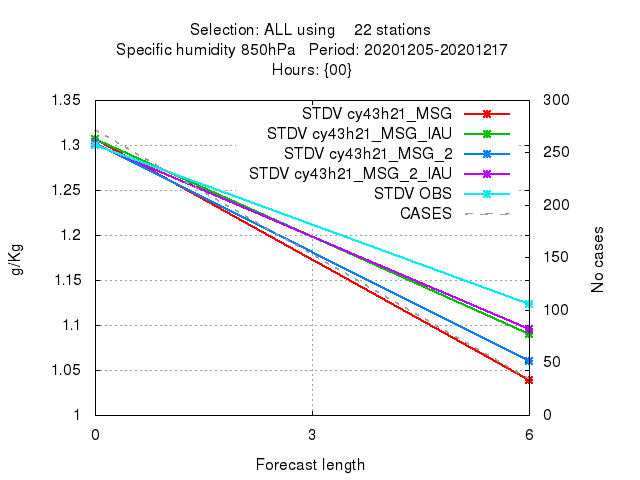 Selection: ALL using    22 stations
Specific humidity 850hPa   Period: 20201205-20201217
Hours: {00}
1.35
1.3
1.25
1.2
1.15
1.1
1.05
1
g/Kg
STDV cy43h21_MSG
STDV cy43h21_MSG_IAU
STDV cy43h21_MSG_2
STDV cy43h21_MSG_2_IAU
STDV OBS
CASES
300
250
200
150
100
50
0
No cases
0 3 6
Forecast length